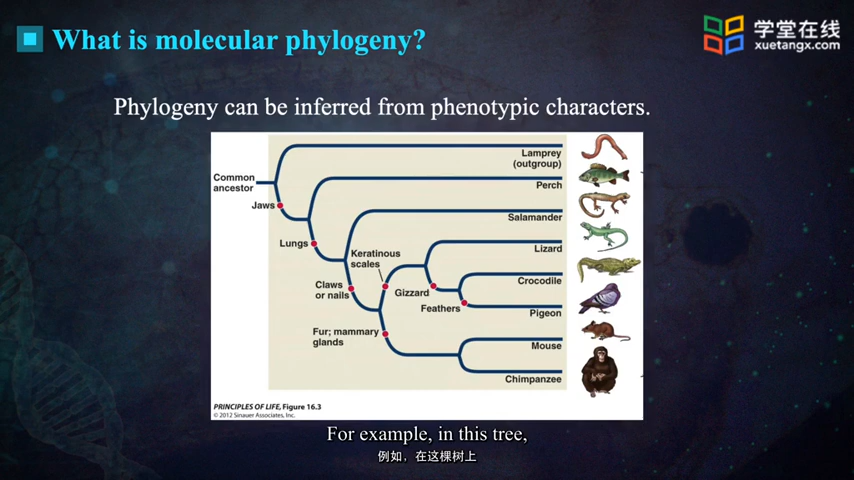 What is molecular phylogeny?
学堂在线
xuetangx.com
Phylogeny can be inferred from phenotypic characters.
Lamprey
(outgroup)
Common
ancestor
Perch
Jaws
Salamander
Lungs
Keratinous
scales
Lizard
Claws
or nails
Gizzard
Crocodile
Feathers
Pigeon
Fur; mammary
glands
Mouse
Chimpanzee
PRINCIPLES OF LIFE, Figure 16.3
© 2012 Sinauer Associates, Inc.
For example, in this tree,
例如，在这棵树上